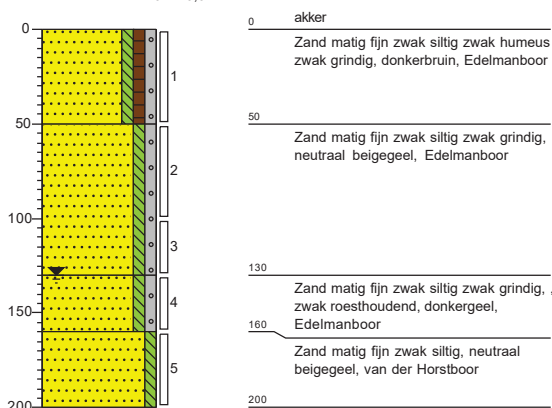 0
50
100
150
200
1
2
3
4
5
0 akker
Zand matig fijn zwak siltig zwak humeus
zwak grindig, donkerbruin, Edelmanboor
50
Zand matig fijn zwak siltig zwak grindig,
neutraal beigegeel, Edelmanboor
130
Zand matig fijn zwak siltig zwak grindig, ,
zwak roesthoudend, donkergeel,
Edelmanboor
160
Zand matig fijn zwak siltig, neutraal
beigegeel, van der Horstboor
200